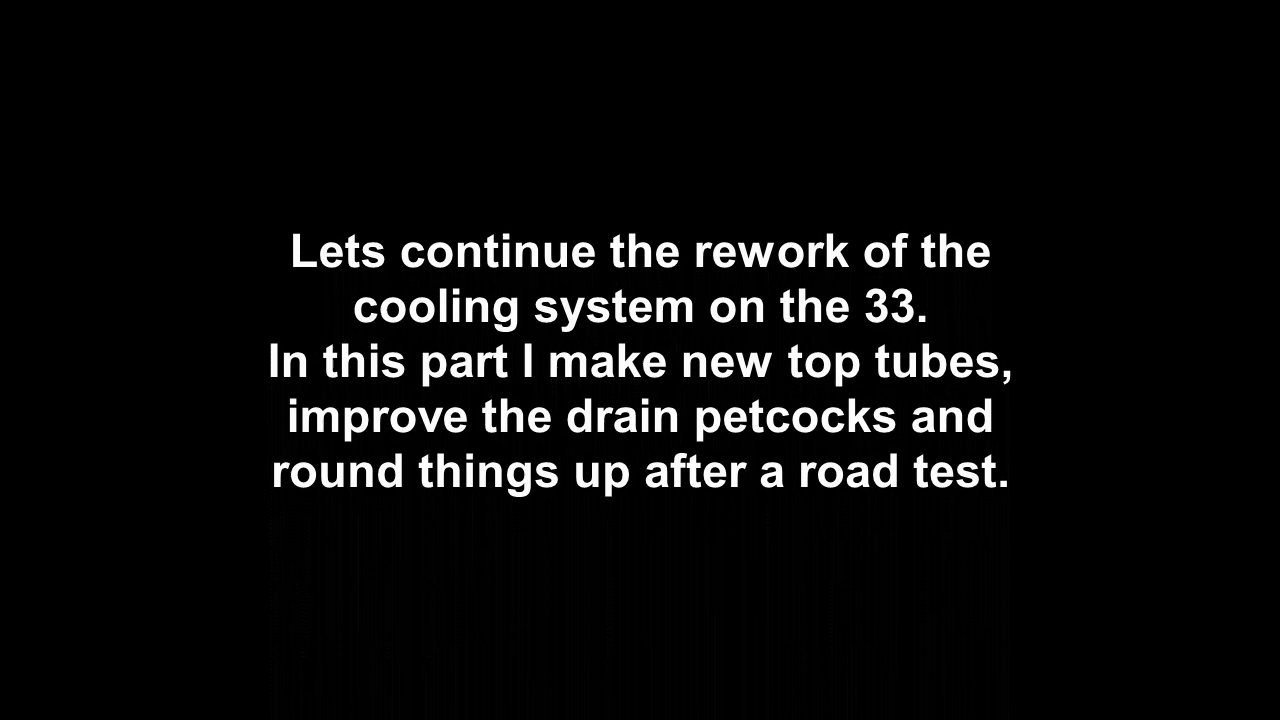 Lets continue the rework of the
cooling system on the 33.
In this part I make new top tubes,
improve the drain petcocks and
round things up after a road test.